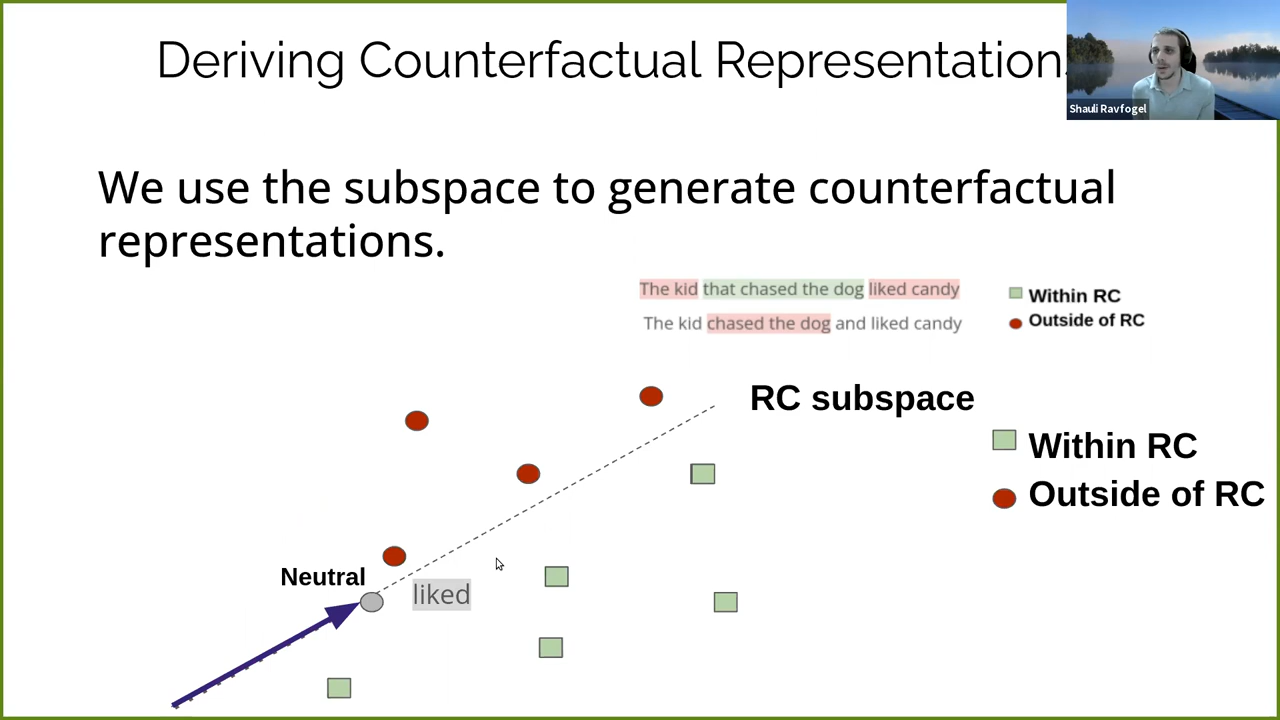 Deriving Counterfactual Representation
Shauli Ravfogel
We use the subspace to generate counterfactual
representations.
The kid that chased the dog liked candy
Within RC
The kid chased the dog and liked candy
Outside of RC
RC subspace
Within RC
Outside of RC
Neutral
liked